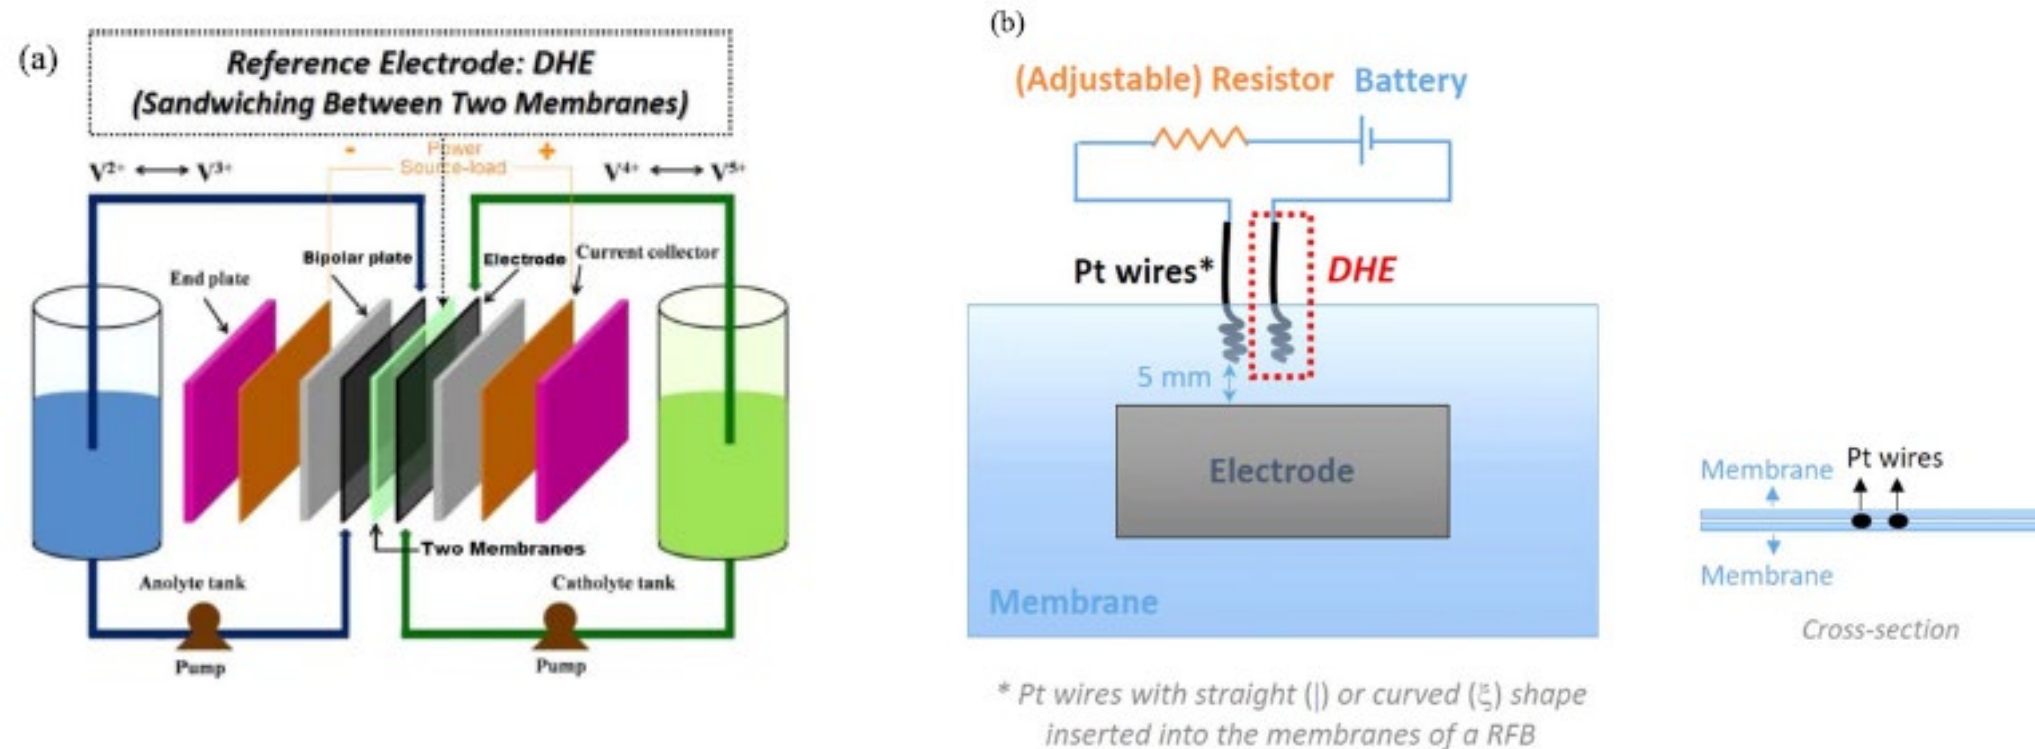 (a)
Reference Electrode: DHE
(Sandwiching Between Two Membranes)
- Power +
Source-load
V2+ ⟷ V3+
V4+ ⟷ V5+
Bipolar plate
Electrode
Current collector
End plate
Two Membranes
Anolyte tank
Catholyte tank
Pump
Pump
(b)
(Adjustable) Resistor Battery
Pt wires*
DHE
5 mm
Electrode
Membrane
* Pt wires with straight (|) or curved (ξ) shape
inserted into the membranes of a RFB
Membrane
Pt wires
Membrane
Cross-section